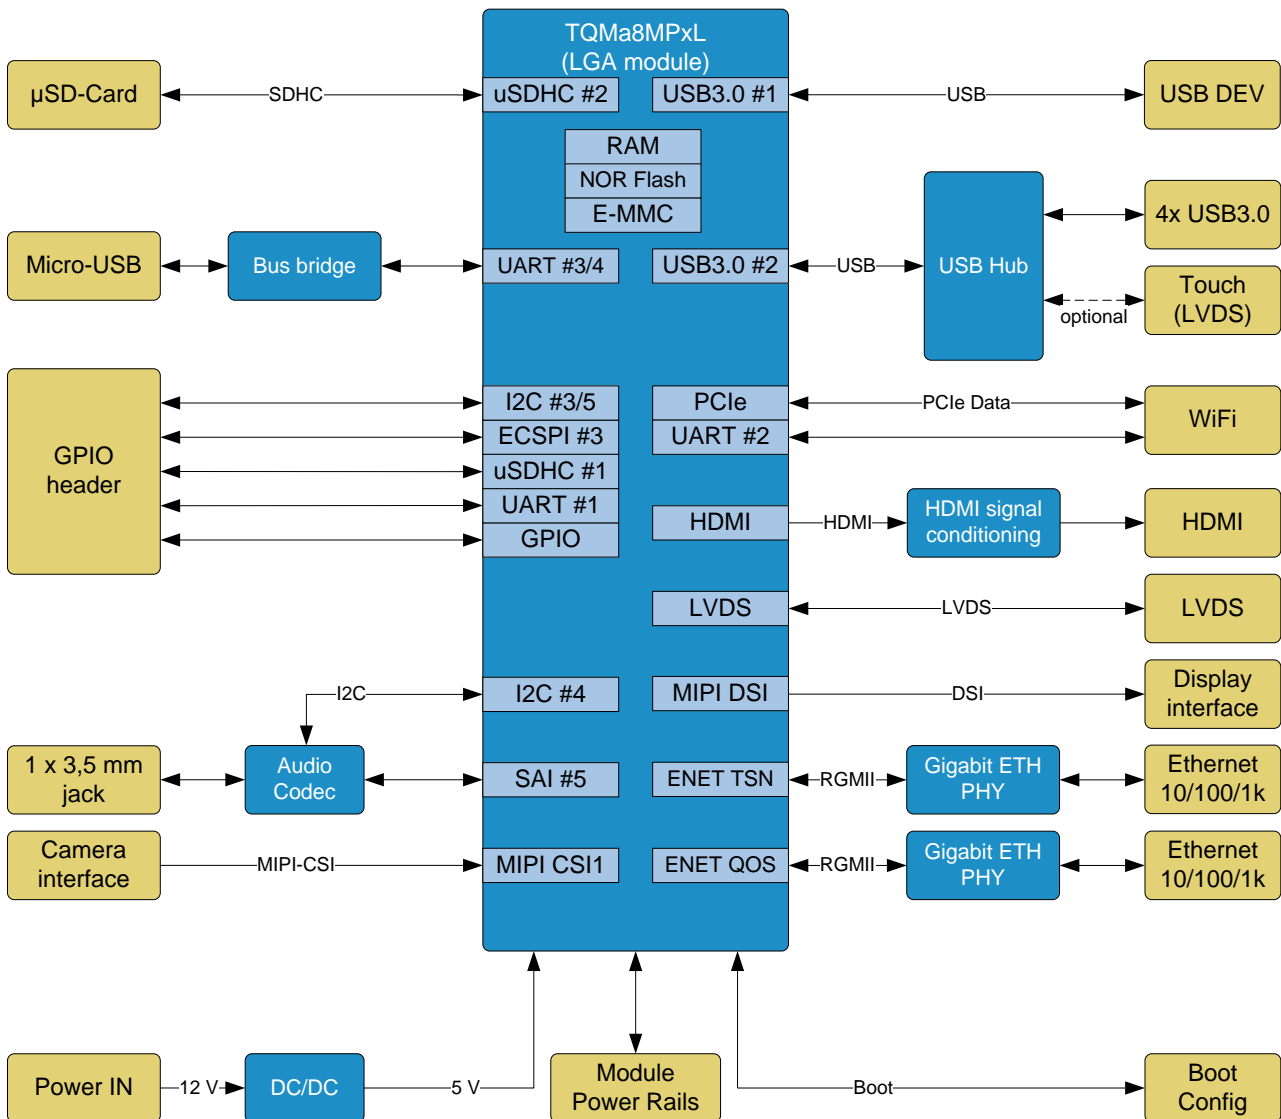 TQMa8MPxL
(LGA module)
µSD-Card
SDHC
uSDHC #2
USB3.0 #1
USB
USB DEV
RAM
NOR Flash
E-MMC
Micro-USB
Bus bridge
UART #3/4
USB3.0 #2
USB
USB Hub
4x USB3.0
optional
Touch
(LVDS)
GPIO
header
I2C #3/5
ECSPI #3
uSDHC #1
UART #1
GPIO
PCIe
UART #2
PCIe Data
WiFi
HDMI
HDMI
HDMI signal
conditioning
HDMI
LVDS
LVDS
LVDS
I2C
I2C #4
MIPI DSI
DSI
Display
interface
1 x 3,5 mm
jack
Audio
Codec
SAI #5
ENET TSN
RGMII
Gigabit ETH
PHY
Ethernet
10/100/1k
Camera
interface
MIPI-CSI
MIPI CSI1
ENET QOS
RGMII
Gigabit ETH
PHY
Ethernet
10/100/1k
Power IN
12 V
DC/DC
5 V
Module
Power Rails
Boot
Boot
Config